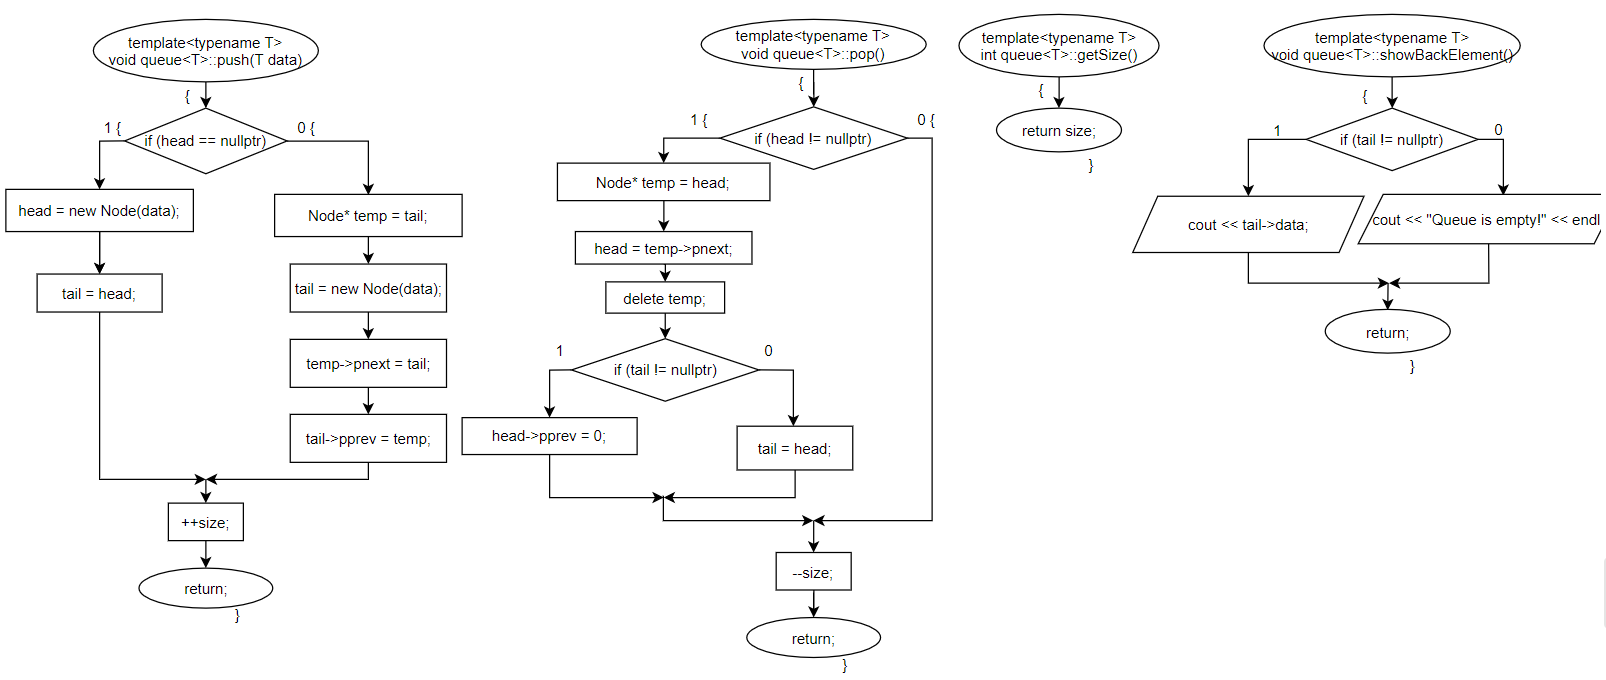 template<typename T>
void queue<T>::push(T data)
{
if (head == nullptr)
1 {
0 {
head = new Node(data);
tail = head;
Node* temp = tail;
tail = new Node(data);
temp->pnext = tail;
tail->pprev = temp;
++size;
return;
}
template<typename T>
void queue<T>::pop()
{
if (head != nullptr)
1 {
0 {
Node* temp = head;
head = temp->pnext;
delete temp;
if (tail != nullptr)
1
0
head->pprev = 0;
tail = head;
--size;
return;
}
template<typename T>
int queue<T>::getSize()
{
return size;
}
template<typename T>
void queue<T>::showBackElement()
{
if (tail != nullptr)
1
0
cout << tail->data;
cout << "Queue is empty!" << endl
return;
}